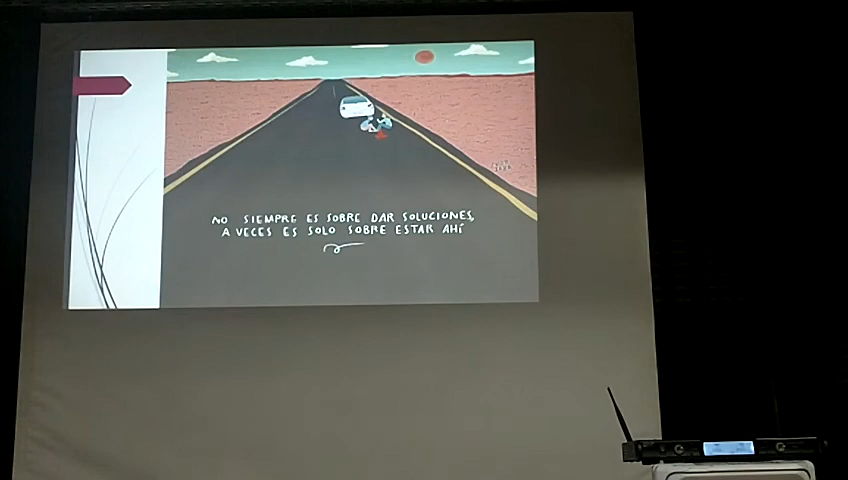 NO SIEMPRE ES SOBRE DAR SOLUCIONES,
A VECES ES SOLO SOBRE ESTAR AHÍ